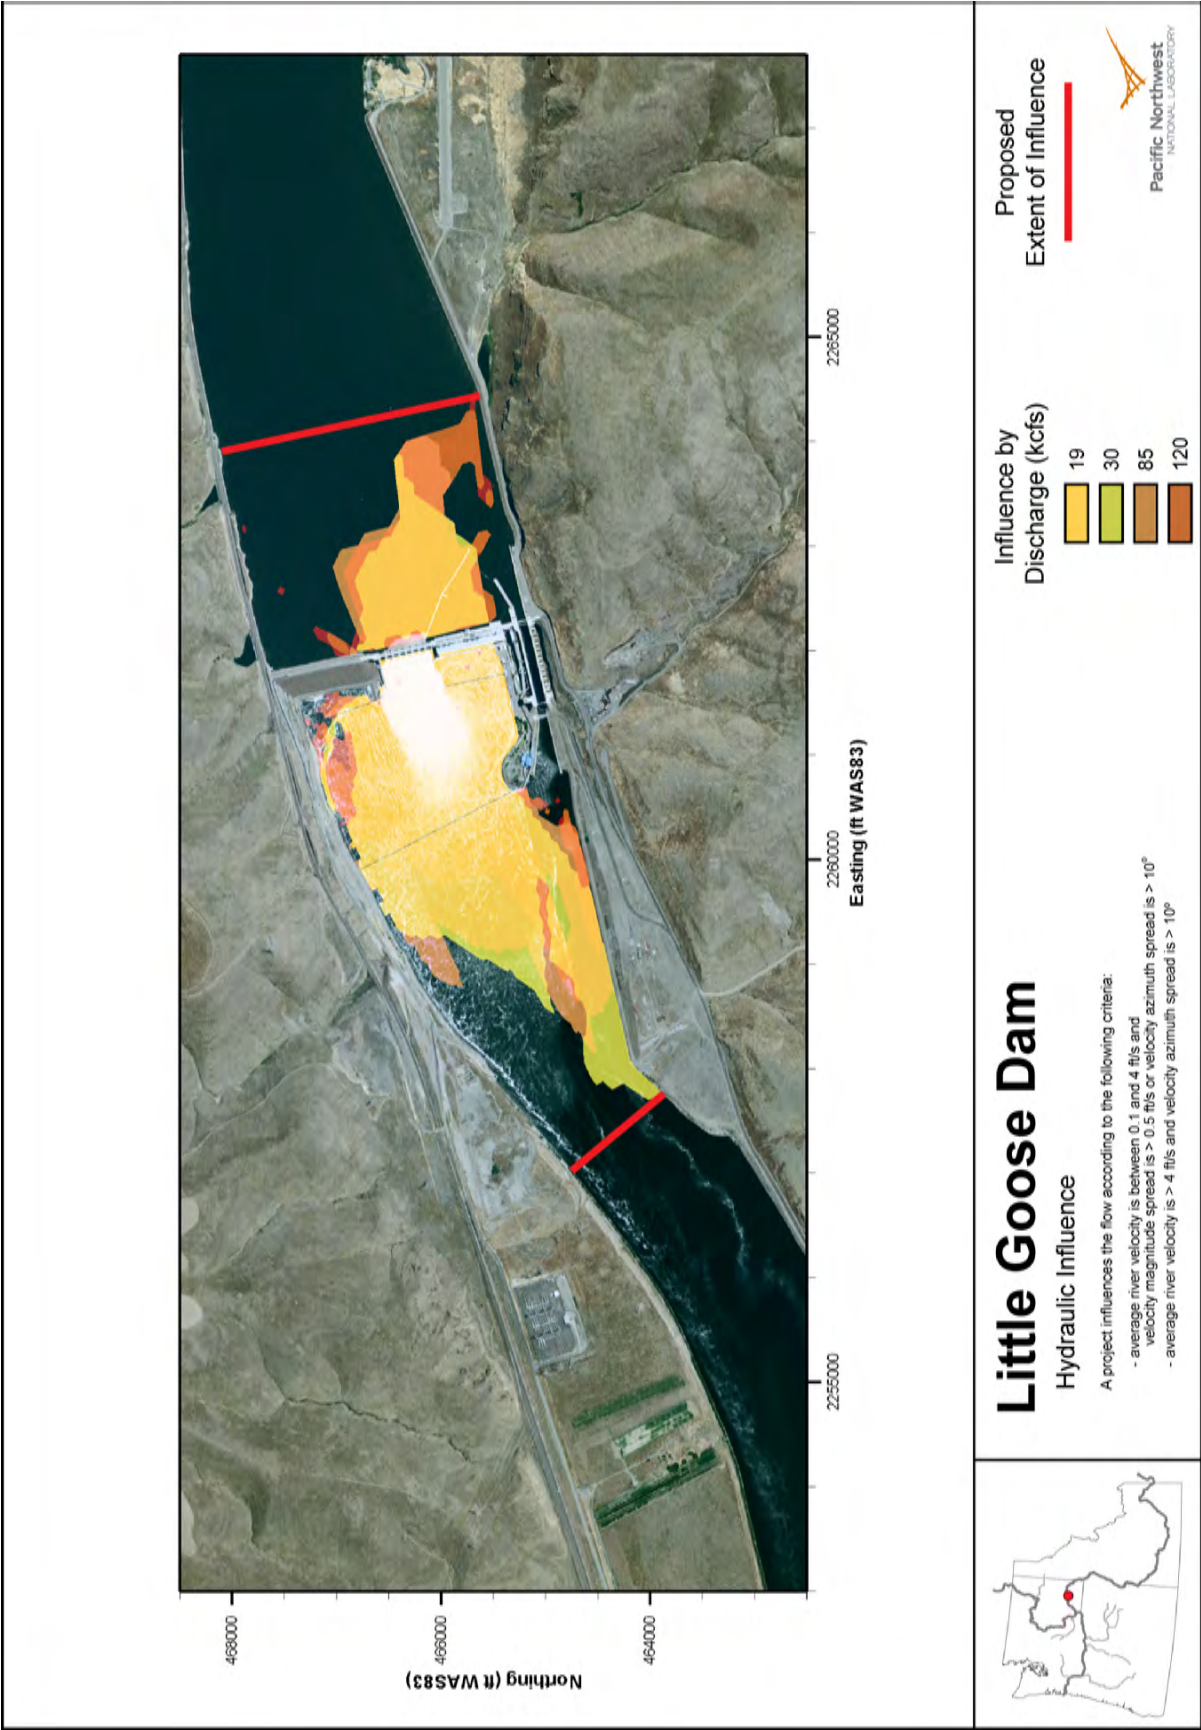 468000
466000
464000
Northing (ft WAS83)
2255000
2260000
2265000
Easting (ft WAS83)
Little Goose Dam
Hydraulic Influence
A project influences the flow according to the following criteria:
- average river velocity is between 0.1 and 4 ft/s and
velocity magnitude spread is > 0.5 ft/s or velocity azimuth spread is > 10°
- average river velocity is > 4 ft/s and velocity azimuth spread is > 10°
Influence by
Discharge (kcfs)
19
30
85
120
Proposed
Extent of Influence
Pacific Northwest
NATIONAL LABORATORY